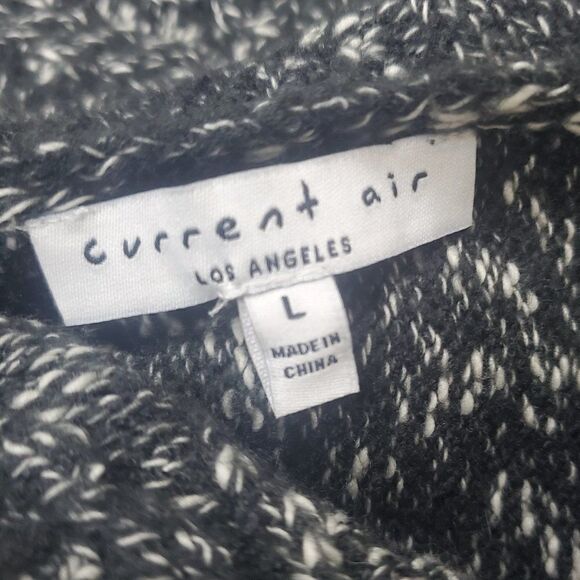 current air
LOS ANGELES
L
MADE IN
CHINA